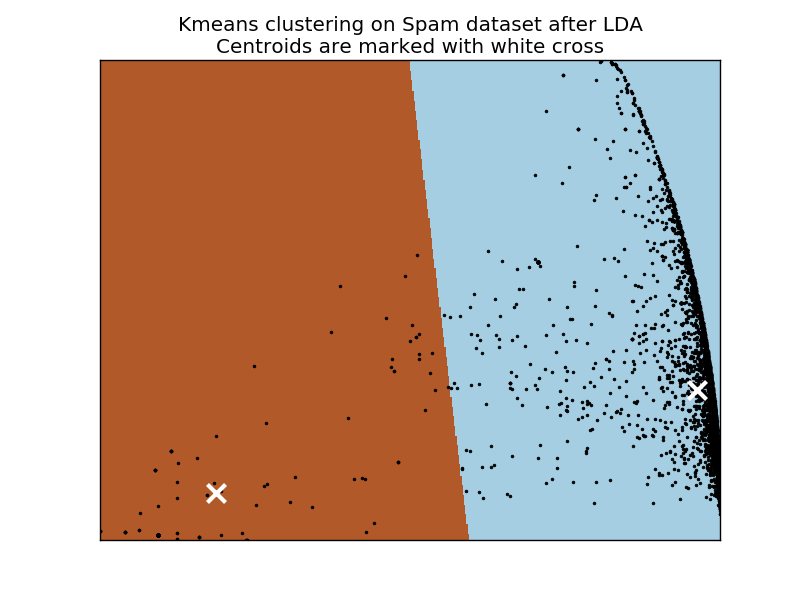 Kmeans clustering on Spam dataset after LDA
Centroids are marked with white cross